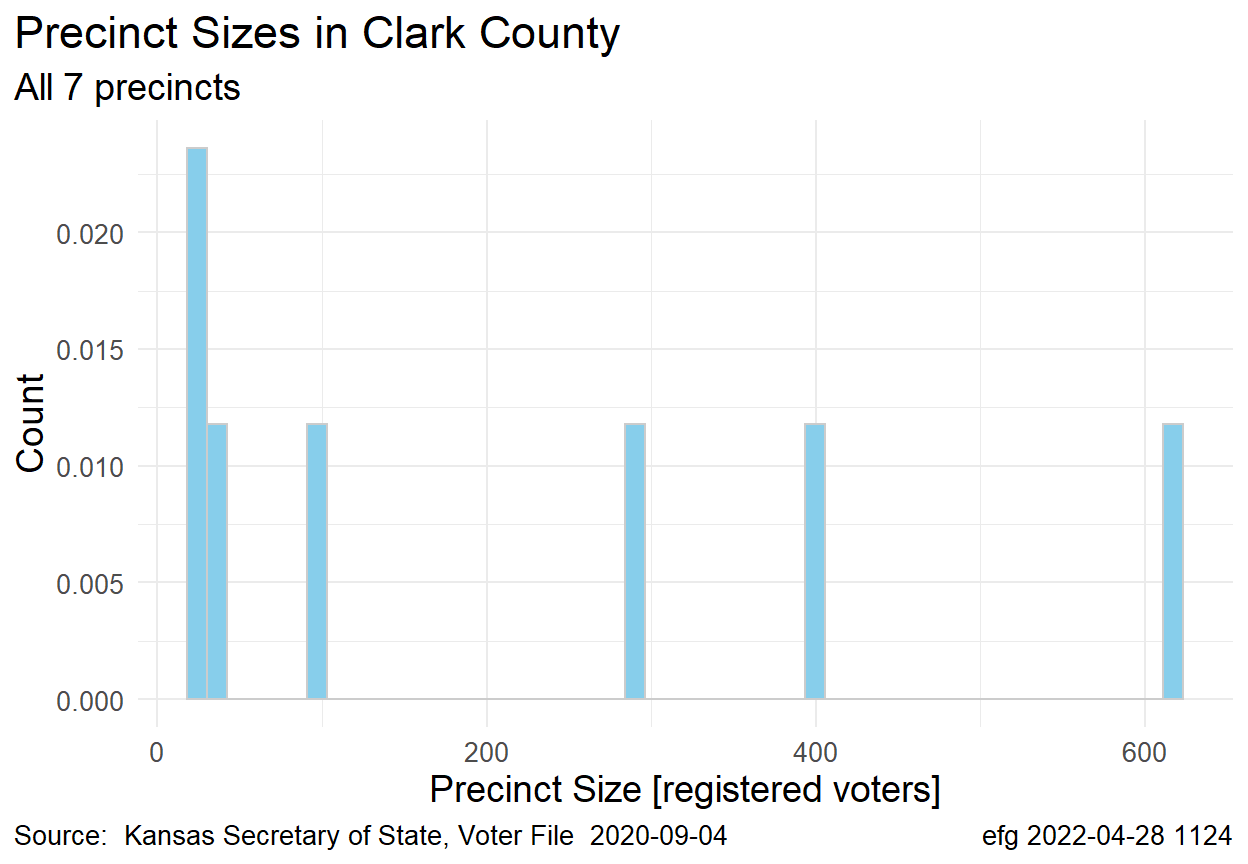 Precinct Sizes in Clark County
All 7 precincts
Count
0.020
0.015
0.010
0.005
0.000
0 200 400 600
Precinct Size [registered voters]
Source:  Kansas Secretary of State, Voter File  2020-09-04 efg 2022-04-28 1124